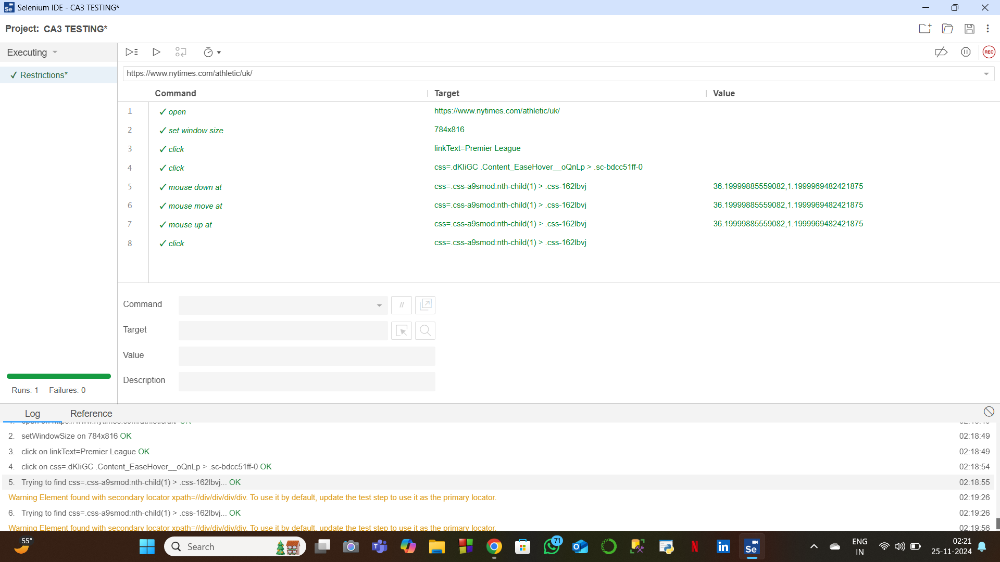 Selenium IDE - CA3 TESTING*
Project: CA3 TESTING*
Executing
✓ Restrictions*
REC
https://www.nytimes.com/athletic/uk/
Command Target Value
1 ✓ open https://www.nytimes.com/athletic/uk/
2 ✓ set window size 784x816
3 ✓ click linkText=Premier League
4 ✓ click css=.dKliGC .Content_EaseHover__oQnLp > .sc-bdcc51ff-0
5 ✓ mouse down at css=.css-a9smod:nth-child(1) > .css-162lbvj 36.19999885559082,1.1999969482421875
6 ✓ mouse move at css=.css-a9smod:nth-child(1) > .css-162lbvj 36.19999885559082,1.1999969482421875
7 ✓ mouse up at css=.css-a9smod:nth-child(1) > .css-162lbvj 36.19999885559082,1.1999969482421875
8 ✓ click css=.css-a9smod:nth-child(1) > .css-162lbvj
Command //
Target
Value
Description
Runs: 1 Failures: 0
Log Reference
2. setWindowSize on 784x816 OK 02:18:49
3. click on linkText=Premier League OK 02:18:49
4. click on css=.dKliGC .Content_EaseHover__oQnLp > .sc-bdcc51ff-0 OK 02:18:54
5. Trying to find css=.css-a9smod:nth-child(1) > .css-162lbvj... OK 02:18:55
Warning Element found with secondary locator xpath=//div/div/div/div. To use it by default, update the test step to use it as the primary locator. 02:19:26
6. Trying to find css=.css-a9smod:nth-child(1) > .css-162lbvj... OK 02:19:26
Warning Element found with secondary locator xpath=//div/div/div/div. To use it by default, update the test step to use it as the primary locator. 02:19:56
55°
Search
71
ENG
IN
02:21
25-11-2024